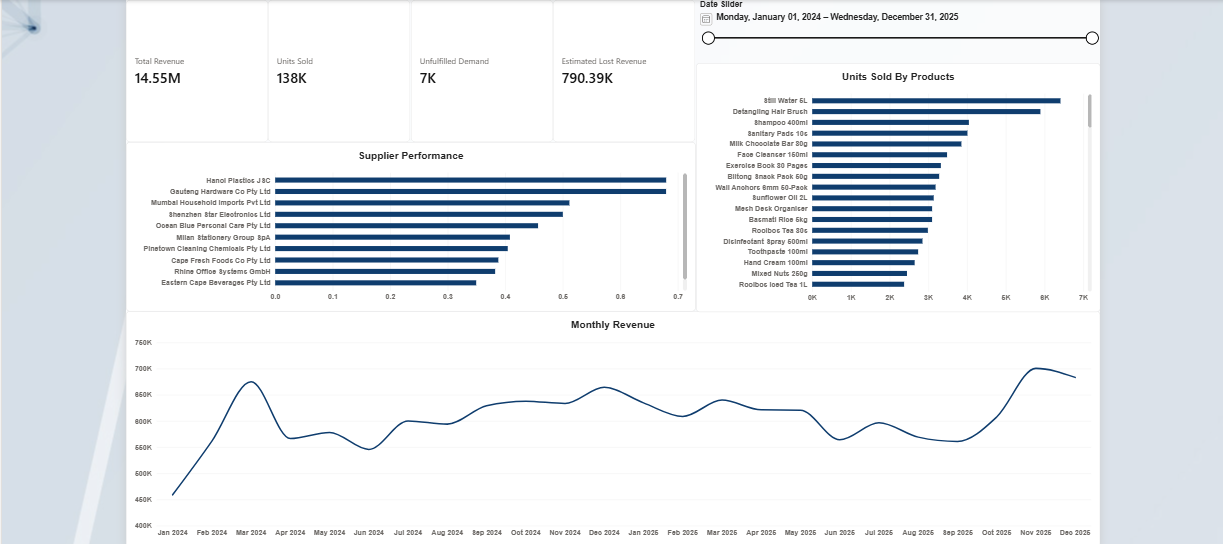 Date Slider
Monday, January 01, 2024 – Wednesday, December 31, 2025
Total Revenue
14.55M
Units Sold
138K
Unfulfilled Demand
7K
Estimated Lost Revenue
790.39K
Units Sold By Products
Still Water 5L
Detangling Hair Brush
Shampoo 400ml
Sanitary Pads 10s
Milk Chocolate Bar 80g
Face Cleanser 150ml
Exercise Book 80 Pages
Biltong Snack Pack 50g
Wall Anchors 6mm 50-Pack
Sunflower Oil 2L
Mesh Desk Organiser
Basmati Rice 5kg
Rooibos Tea 80s
Disinfectant Spray 500ml
Toothpaste 100ml
Hand Cream 100ml
Mixed Nuts 250g
Rooibos Iced Tea 1L
0K 1K 2K 3K 4K 5K 6K 7K
Supplier Performance
Hanoi Plastics JSC
Gauteng Hardware Co Pty Ltd
Mumbai Household Imports Pvt Ltd
Shenzhen Star Electronics Ltd
Ocean Blue Personal Care Pty Ltd
Milan Stationery Group SpA
Pinetown Cleaning Chemicals Pty Ltd
Cape Fresh Foods Co Pty Ltd
Rhine Office Systems GmbH
Eastern Cape Beverages Pty Ltd
0.0 0.1 0.2 0.3 0.4 0.5 0.6 0.7
Monthly Revenue
750K
700K
650K
600K
550K
500K
450K
400K
Jan 2024 Feb 2024 Mar 2024 Apr 2024 May 2024 Jun 2024 Jul 2024 Aug 2024 Sep 2024 Oct 2024 Nov 2024 Dec 2024 Jan 2025 Feb 2025 Mar 2025 Apr 2025 May 2025 Jun 2025 Jul 2025 Aug 2025 Sep 2025 Oct 2025 Nov 2025 Dec 2025